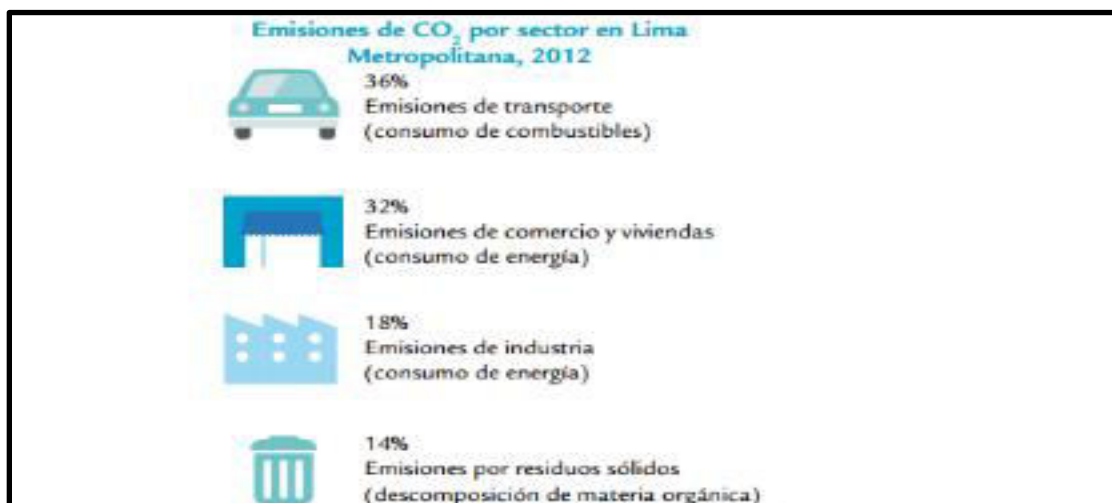 Emisiones de CO₂ por sector en Lima
Metropolitana, 2012
36%
Emisiones de transporte
(consumo de combustibles)
32%
Emisiones de comercio y viviendas
(consumo de energía)
18%
Emisiones de industria
(consumo de energía)
14%
Emisiones por residuos sólidos
(descomposición de materia orgánica)